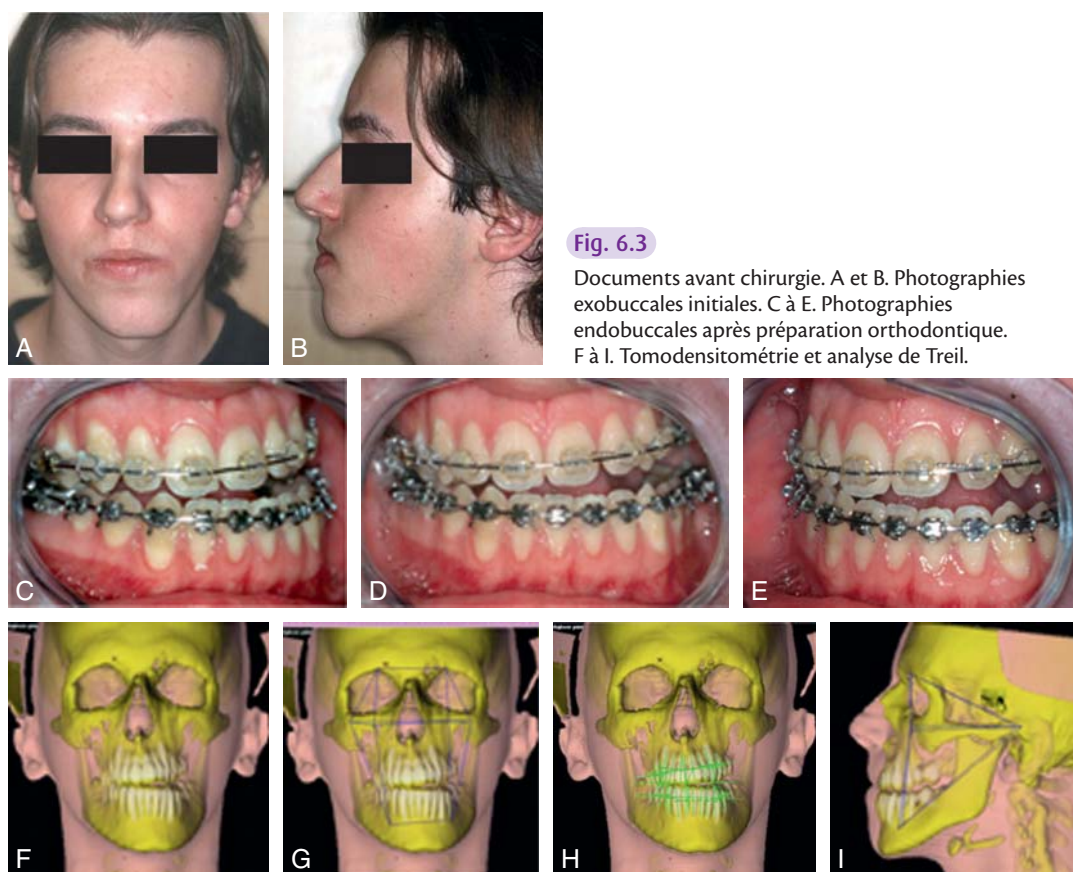 A
B
Fig. 6.3
Documents avant chirurgie. A et B. Photographies
exobuccales initiales. C à E. Photographies
endobuccales après préparation orthodontique.
F à I. Tomodensitométrie et analyse de Treil.
C
D
E
F
G
H
I